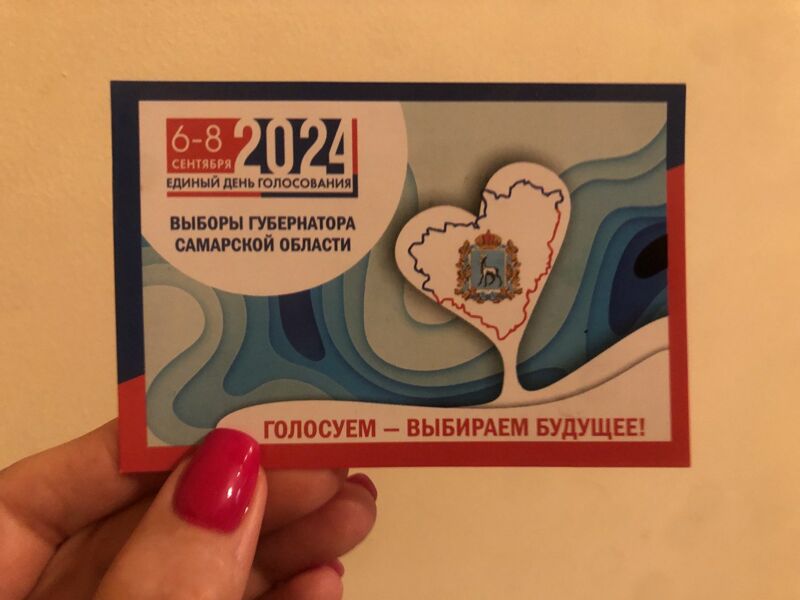 6-8
СЕНТЯБРЯ
2024
ЕДИНЫЙ ДЕНЬ ГОЛОСОВАНИЯ
ВЫБОРЫ ГУБЕРНАТОРА
САМАРСКОЙ ОБЛАСТИ
ГОЛОСУЕМ — ВЫБИРАЕМ БУДУЩЕЕ!